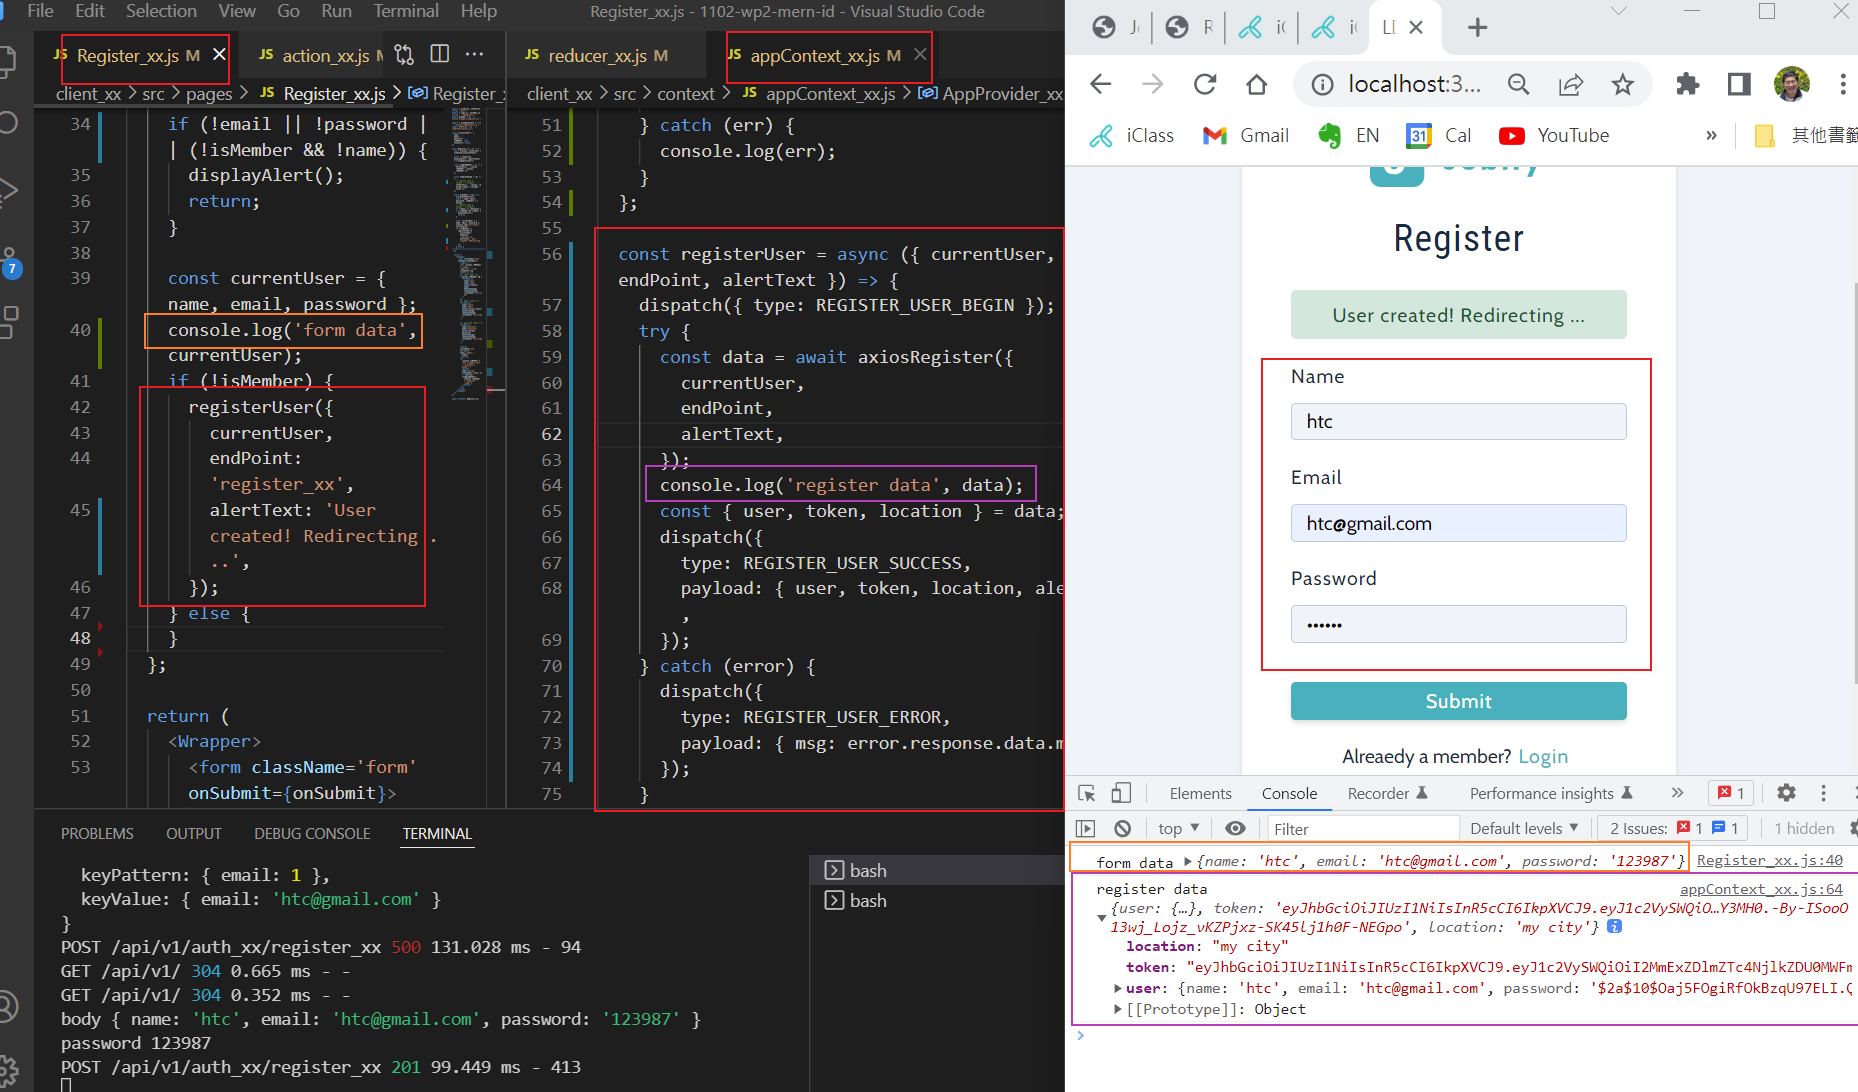 File Edit Selection View Go Run Terminal Help
Register_xx.js - 1102-wp2-mern-id - Visual Studio Code
JS Register_xx.js M
JS action_xx.js M
client_xx > src > pages > JS Register_xx.js > Register_
34 if (!email || !password |
| (!isMember && !name)) {
35 displayAlert();
36 return;
37 }
38
39 const currentUser = {
name, email, password };
40 console.log('form data',
currentUser);
41 if (!isMember) {
42 registerUser({
43 currentUser,
44 endPoint:
'register_xx',
45 alertText: 'User
created! Redirecting .
..',
46 });
47 } else {
48 }
49 };
50
51 return (
52 <Wrapper>
53 <form className='form'
onSubmit={onSubmit}>
7
JS reducer_xx.js M
JS appContext_xx.js M
client_xx > src > context > JS appContext_xx.js > AppProvider_xx
51 } catch (err) {
52 console.log(err);
53 }
54 };
55
56 const registerUser = async ({ currentUser,
endPoint, alertText }) => {
57 dispatch({ type: REGISTER_USER_BEGIN });
58 try {
59 const data = await axiosRegister({
60 currentUser,
61 endPoint,
62 alertText,
63 });
64 console.log('register data', data);
65 const { user, token, location } = data;
66 dispatch({
67 type: REGISTER_USER_SUCCESS,
68 payload: { user, token, location, ale
,
69 });
70 } catch (error) {
71 dispatch({
72 type: REGISTER_USER_ERROR,
73 payload: { msg: error.response.data.m
74 });
75 }
PROBLEMS OUTPUT DEBUG CONSOLE TERMINAL
keyPattern: { email: 1 },
keyValue: { email: 'htc@gmail.com' }
}
POST /api/v1/auth_xx/register_xx 500 131.028 ms - 94
GET /api/v1/ 304 0.665 ms - -
GET /api/v1/ 304 0.352 ms - -
body { name: 'htc', email: 'htc@gmail.com', password: '123987' }
password 123987
POST /api/v1/auth_xx/register_xx 201 99.449 ms - 413
bash
bash
localhost:3...
iClass Gmail EN 31 Cal YouTube » 其他書籤
Register
User created! Redirecting ...
Name
htc
Email
htc@gmail.com
Password
••••••
Submit
Alreaedy a member? Login
Elements Console Recorder Performance insights » 1
top Filter Default levels 2 Issues: 1 1 1 hidden
form data {name: 'htc', email: 'htc@gmail.com', password: '123987'} Register_xx.js:40
register data appContext_xx.js:64
{user: {…}, token: 'eyJhbGciOiJIUzI1NiIsInR5cCI6IkpXVCJ9.eyJ1c2VySWQiO…Y3MH0.-By-ISooO
13wj_Lojz_vKZPjxz-SK45lj1h0F-NEGpo', location: 'my city'}
location: "my city"
token: "eyJhbGciOiJIUzI1NiIsInR5cCI6IkpXVCJ9.eyJ1c2VySWQiOiI2MmExZDlmZTc4NjlkZDU0MWFm
user: {name: 'htc', email: 'htc@gmail.com', password: '$2a$10$Oaj5FOgiRfOkBzqU97ELI.Q
[[Prototype]]: Object